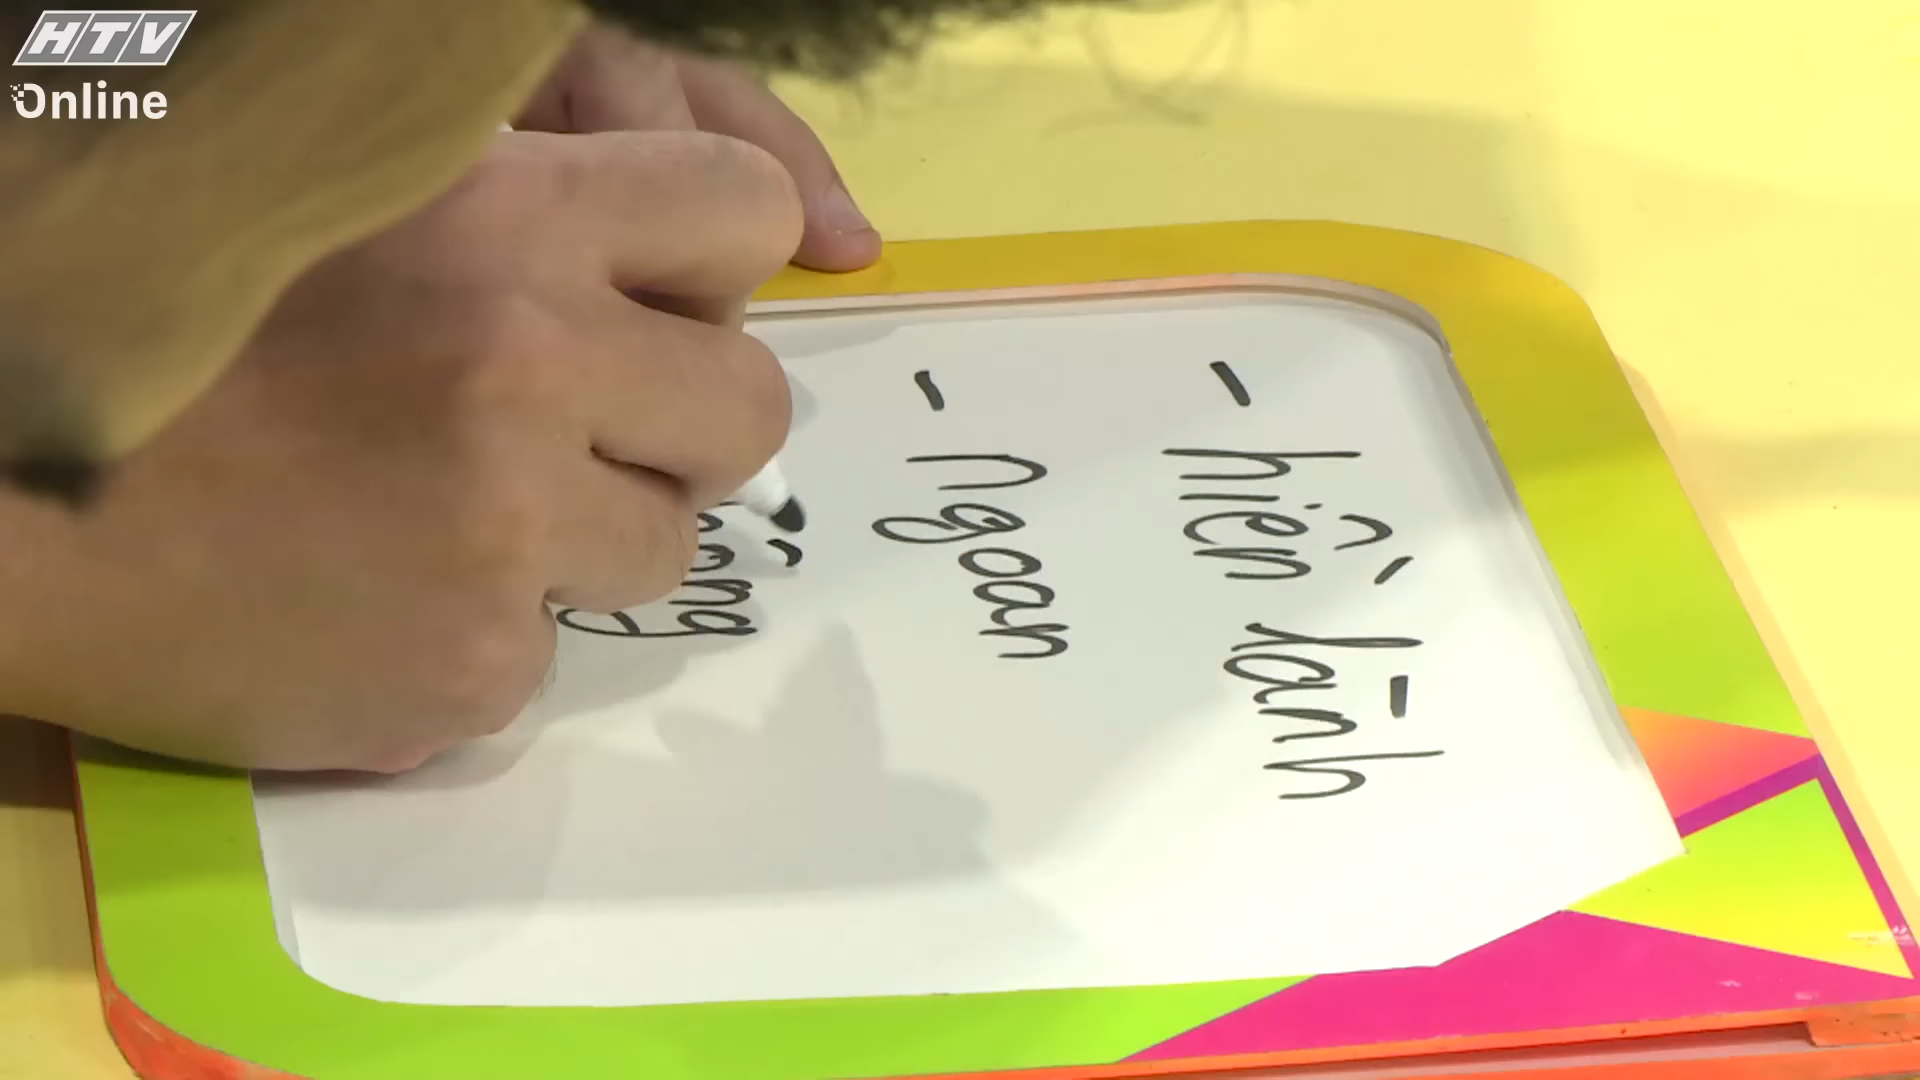 HTV
Online
- hiền lành
- ngoan